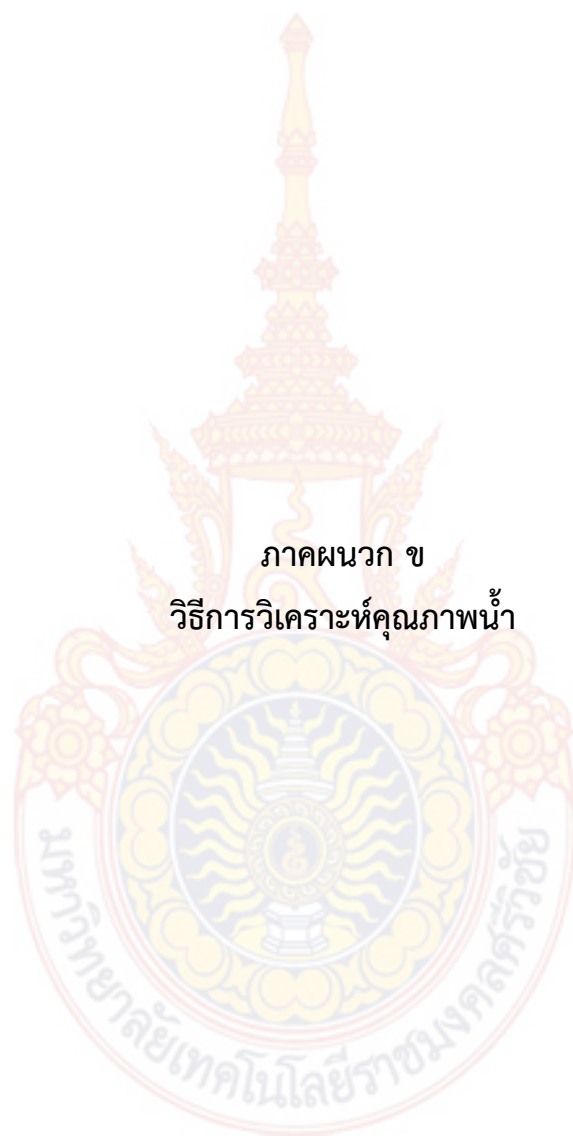 ภาคผนวก ข
วิธีการวิเคราะห์คุณภาพน้ำ
มหาวิทยาลัยเทคโนโลยีราชมงคลศรีวิชัย